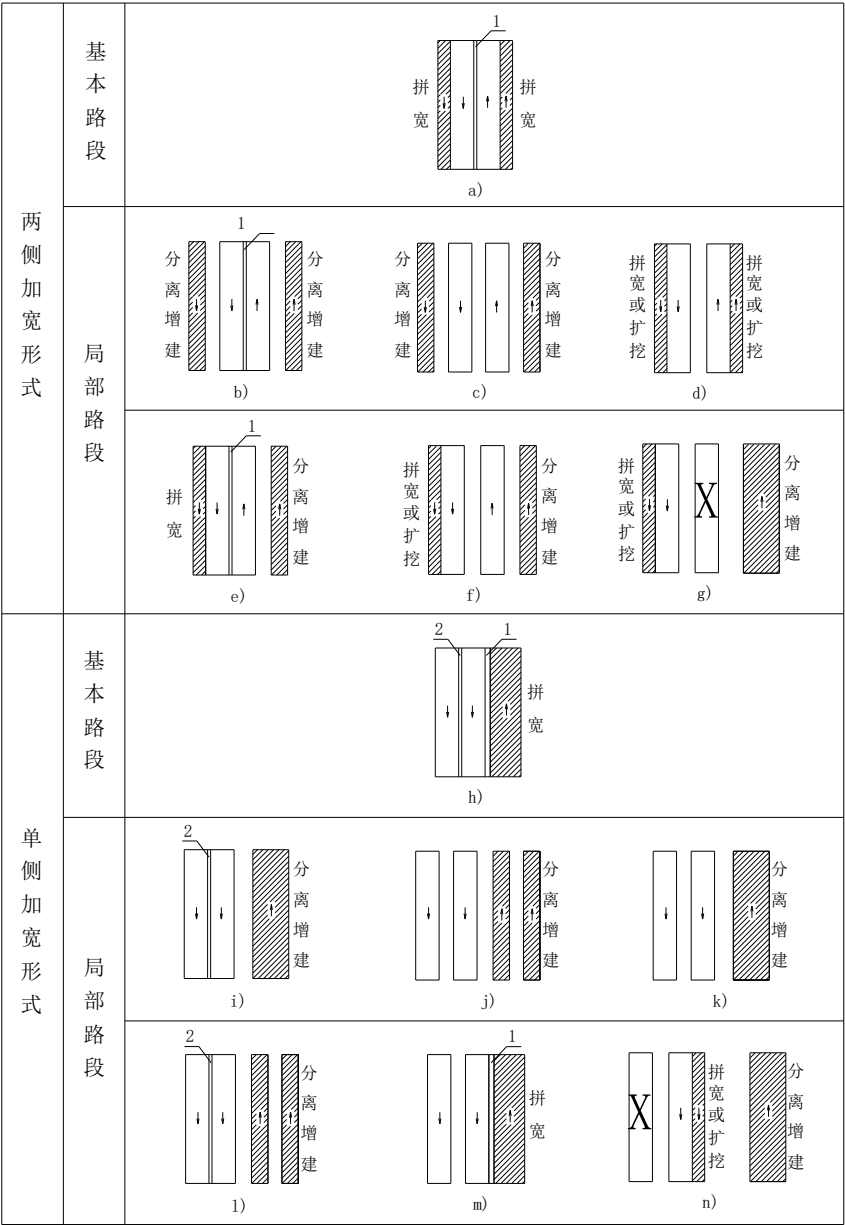 两侧加宽形式
基本路段
1
拼宽
拼宽
a)
局部路段
分离增建
1
分离增建
b)
分离增建
分离增建
c)
拼宽或扩挖
拼宽或扩挖
d)
拼宽
1
分离增建
e)
拼宽或扩挖
分离增建
f)
拼宽或扩挖
X
分离增建
g)
单侧加宽形式
基本路段
2
1
拼宽
h)
局部路段
2
分离增建
i)
分离增建
j)
分离增建
k)
2
分离增建
l)
1
拼宽
m)
X
拼宽或扩挖
分离增建
n)